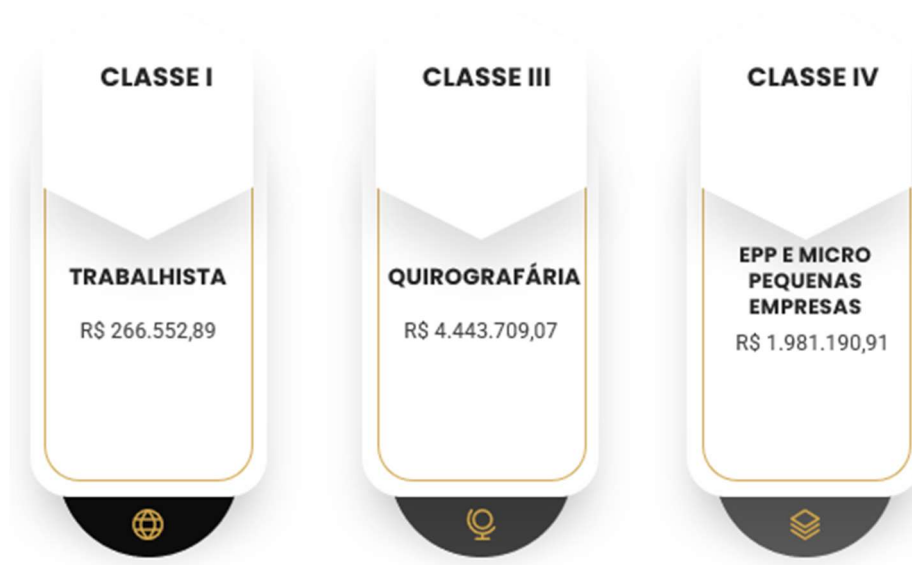 CLASSE I
TRABALHISTA
R$ 266.552,89
CLASSE III
QUIROGRAFÁRIA
R$ 4.443.709,07
CLASSE IV
EPP E MICRO
PEQUENAS
EMPRESAS
R$ 1.981.190,91